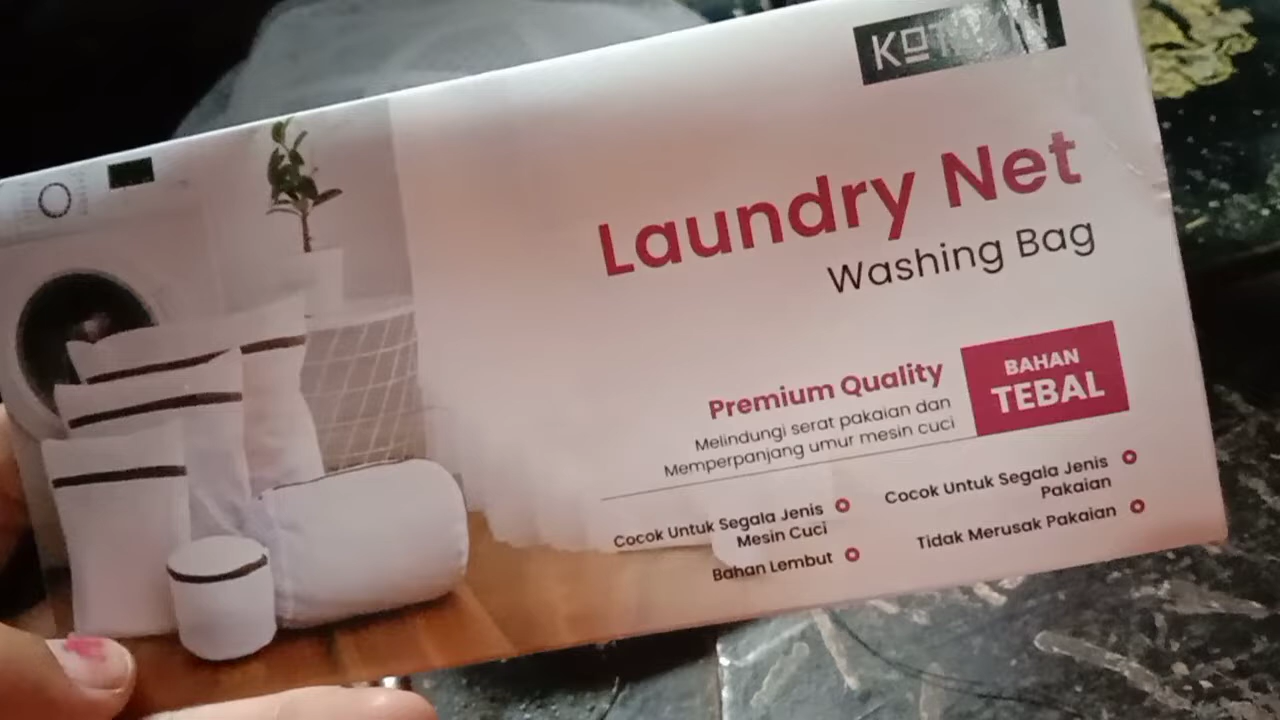 Laundry Net
Washing Bag
Premium Quality
Melindungi serat pakaian dan
Memperpanjang umur mesin cuci
BAHAN
TEBAL
Cocok Untuk Segala Jenis
Mesin Cuci
Bahan Lembut
Cocok Untuk Segala Jenis
Pakaian
Tidak Merusak Pakaian